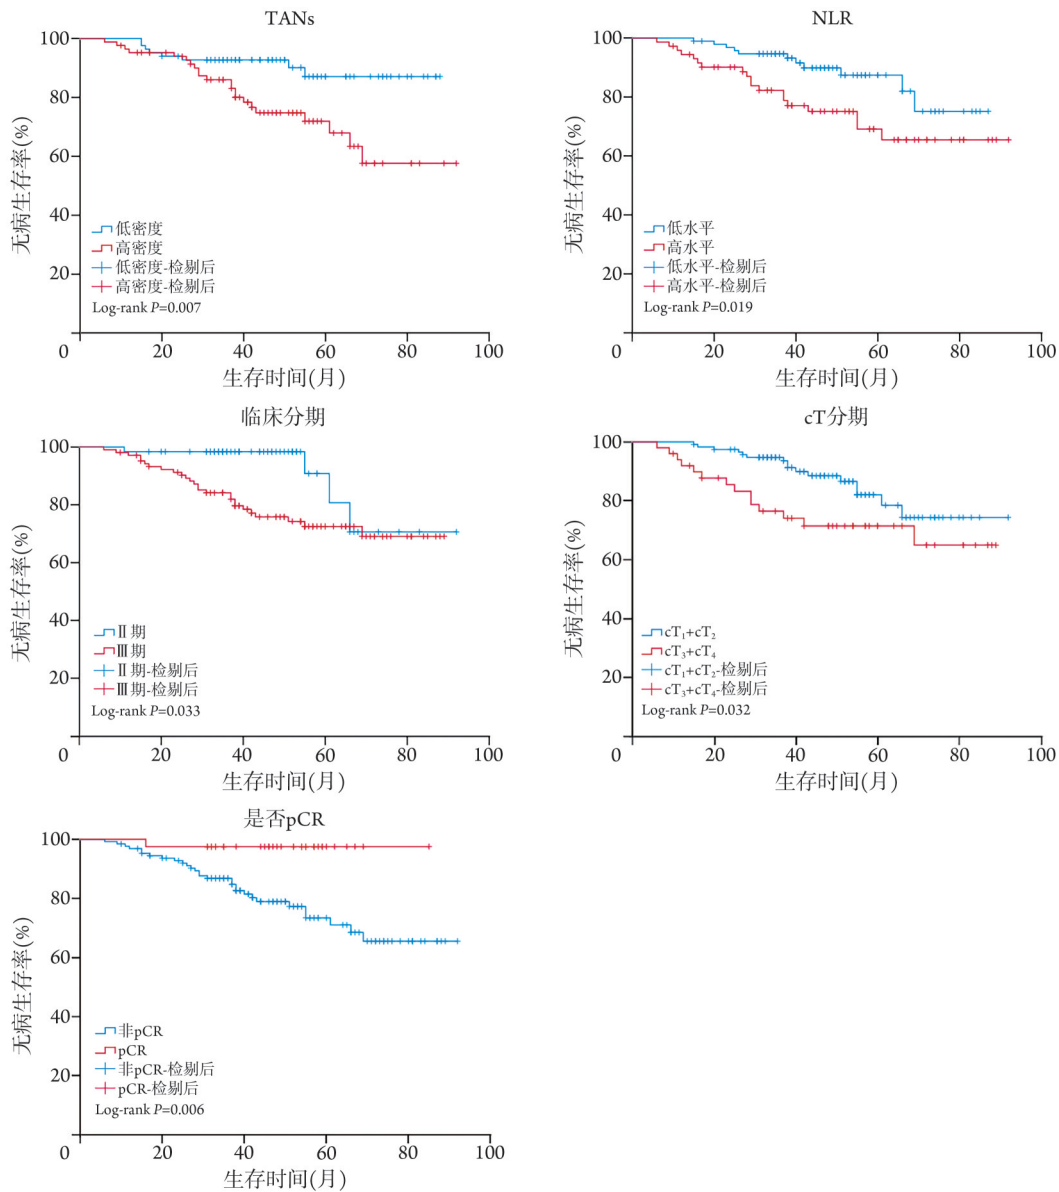 TANs
100
80
60
40
20
0
20
40
60
80
100
无病生存率(%)
生存时间(月)
低密度
高密度
低密度-检剔后
高密度-检剔后
Log-rank P=0.007
NLR
100
80
60
40
20
0
20
40
60
80
100
无病生存率(%)
生存时间(月)
低水平
高水平
低水平-检剔后
高水平-检剔后
Log-rank P=0.019
临床分期
100
80
60
40
20
0
20
40
60
80
100
无病生存率(%)
生存时间(月)
Ⅱ期
Ⅲ期
Ⅱ期-检剔后
Ⅲ期-检剔后
Log-rank P=0.033
cT分期
100
80
60
40
20
0
20
40
60
80
100
无病生存率(%)
生存时间(月)
cT₁+cT₂
cT₃+cT₄
cT₁+cT₂-检剔后
cT₃+cT₄-检剔后
Log-rank P=0.032
是否pCR
100
80
60
40
20
0
20
40
60
80
100
无病生存率(%)
生存时间(月)
非pCR
pCR
非pCR-检剔后
pCR-检剔后
Log-rank P=0.006